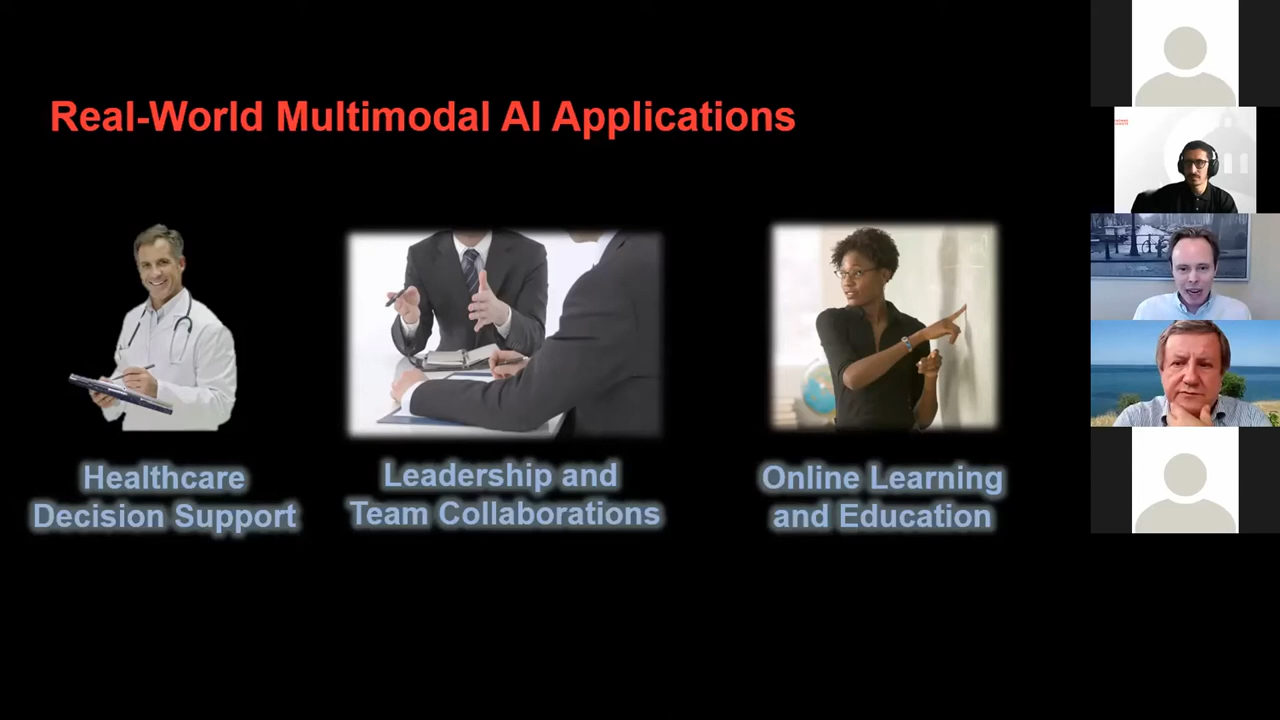 Real-World Multimodal AI Applications
Healthcare
Decision Support
Leadership and
Team Collaborations
Online Learning
and Education